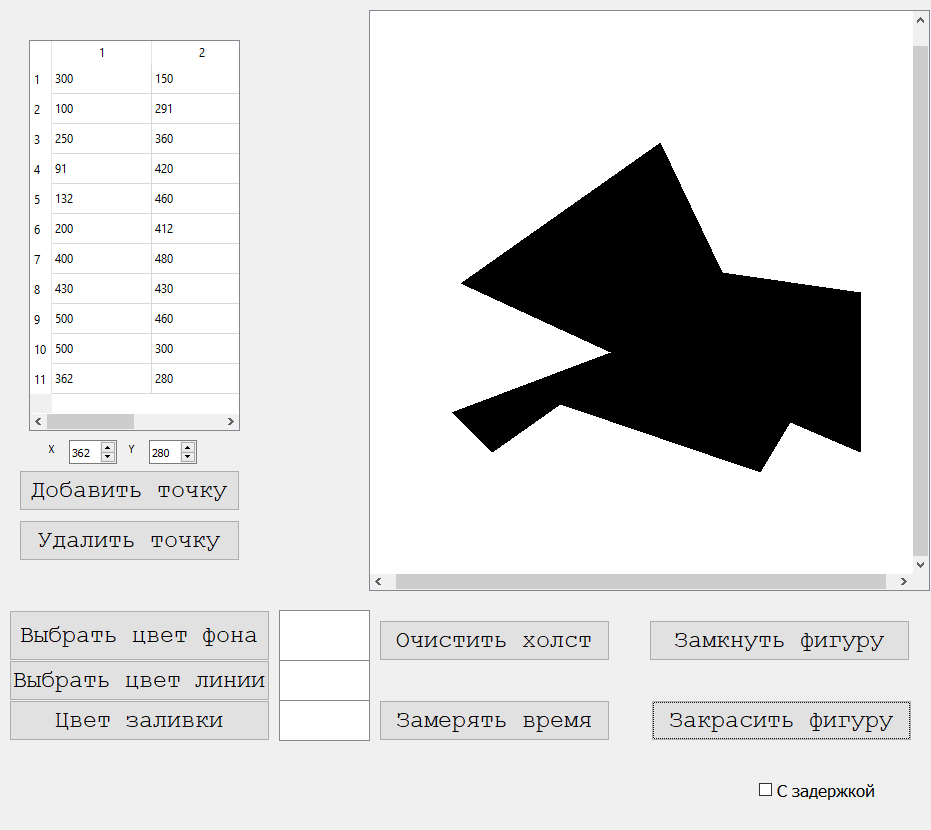 1 2
1 300 150
2 100 291
3 250 360
4 91 420
5 132 460
6 200 412
7 400 480
8 430 430
9 500 460
10 500 300
11 362 280
X 362 Y 280
Добавить точку
Удалить точку
Выбрать цвет фона
Выбрать цвет линии
Цвет заливки
Очистить холст
Замкнуть фигуру
Замерять время
Закрасить фигуру
С задержкой